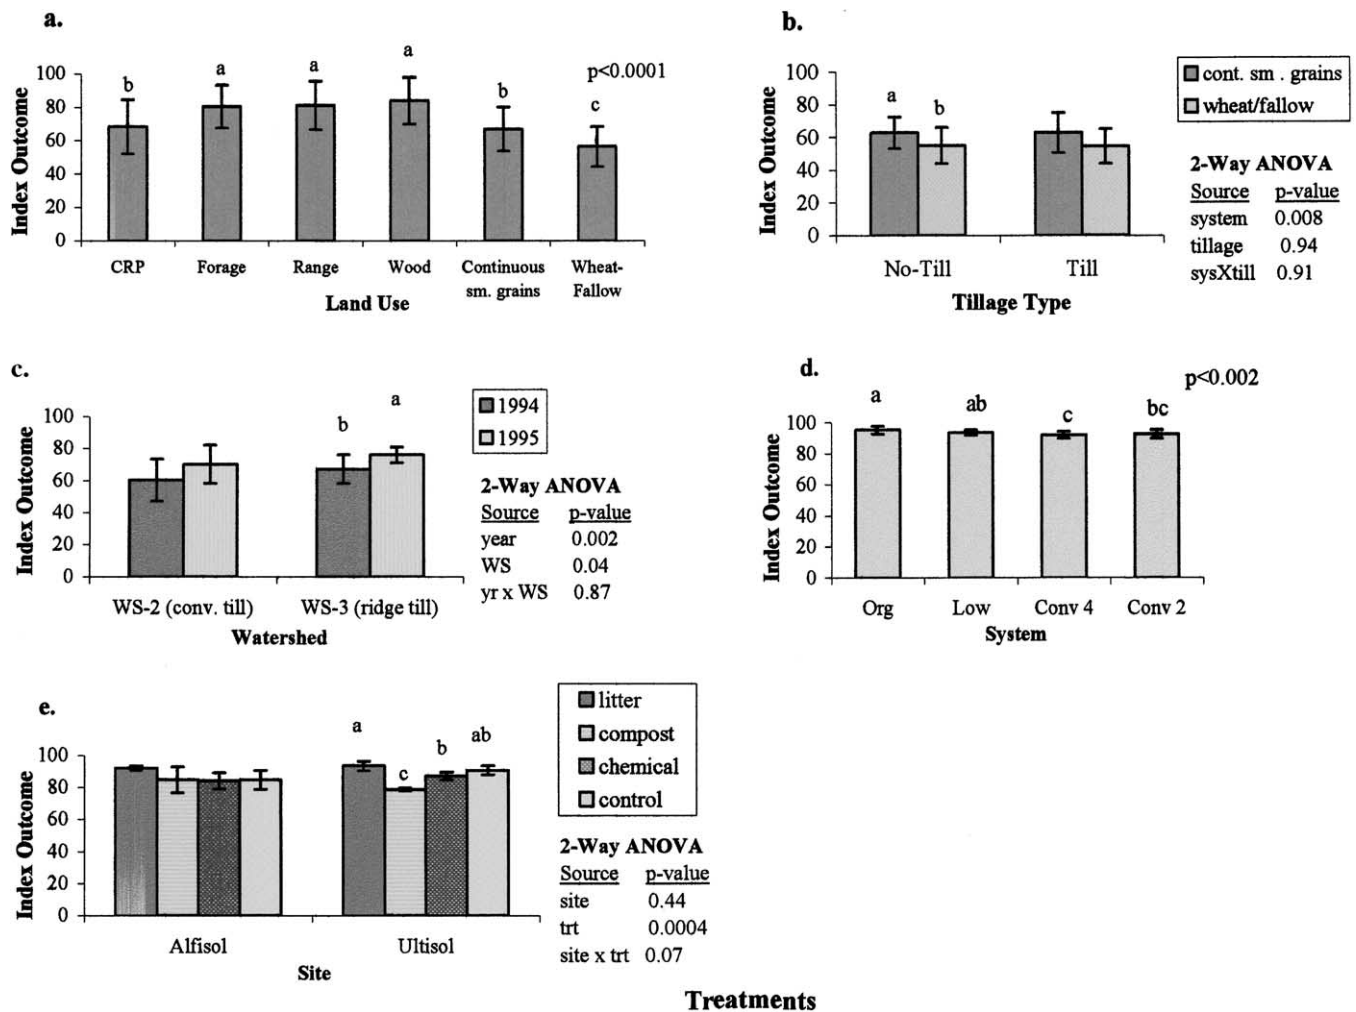 a.
p<0.0001
b a a a b c
Index Outcome
100
80
60
40
20
0
CRP Forage Range Wood Continuous sm. grains Wheat-Fallow
Land Use
b.
cont. sm . grains
wheat/fallow
a b
Index Outcome
100
80
60
40
20
0
No-Till Till
Tillage Type
2-Way ANOVA
Source p-value
system 0.008
tillage 0.94
sysXtill 0.91
c.
1994
1995
b a
Index Outcome
100
80
60
40
20
0
WS-2 (conv. till) WS-3 (ridge till)
Watershed
2-Way ANOVA
Source p-value
year 0.002
WS 0.04
yr x WS 0.87
d.
p<0.002
a ab c bc
Index Outcome
100
80
60
40
20
0
Org Low Conv 4 Conv 2
System
e.
litter
compost
chemical
control
a c b ab
Index Outcome
100
80
60
40
20
0
Alfisol Ultisol
Site
2-Way ANOVA
Source p-value
site 0.44
trt 0.0004
site x trt 0.07
Treatments